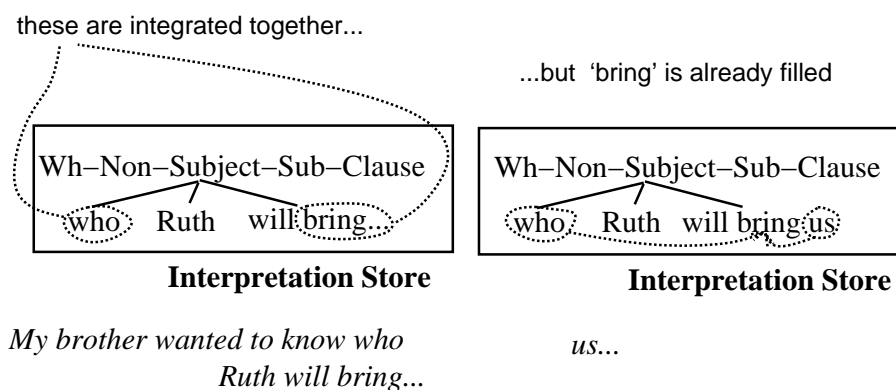 these are integrated together...
...but 'bring' is already filled
Wh−Non−Subject−Sub−Clause
who Ruth will bring...
Interpretation Store
Wh−Non−Subject−Sub−Clause
who Ruth will bring us
Interpretation Store
My brother wanted to know who
Ruth will bring...
us...